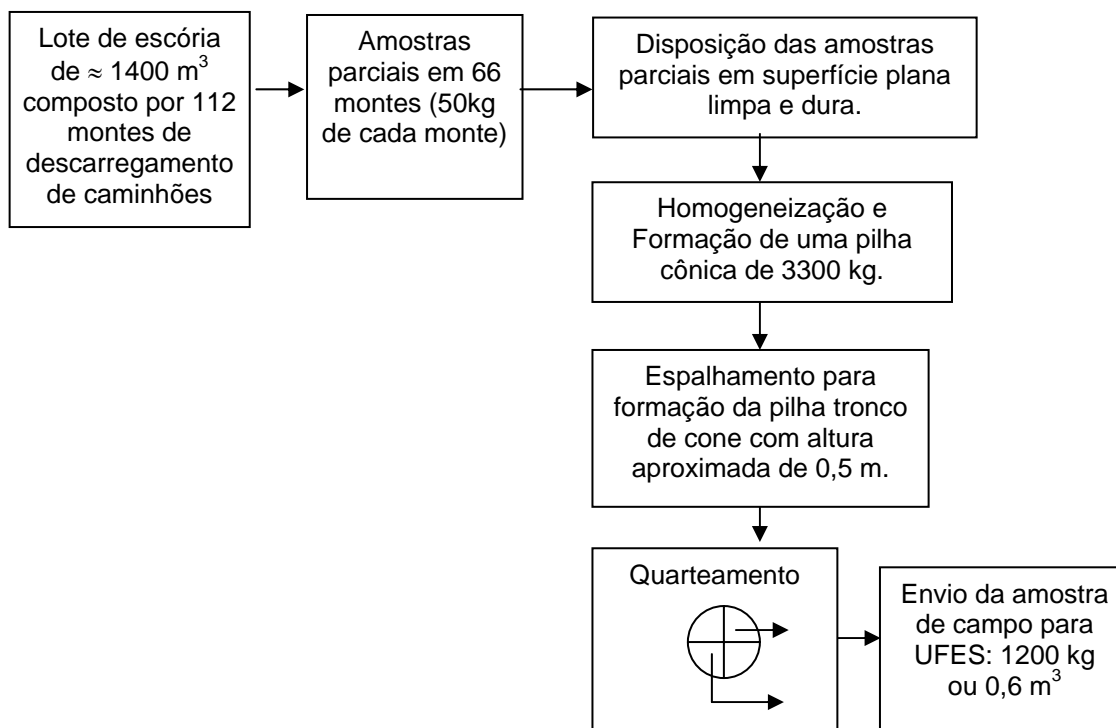 Lote de escória
de ≈ 1400 m³
composto por 112
montes de
descarregamento
de caminhões
Amostras
parciais em 66
montes (50kg
de cada monte)
Disposição das amostras
parciais em superfície plana
limpa e dura.
Homogeneização e
Formação de uma pilha
cônica de 3300 kg.
Espalhamento para
formação da pilha tronco
de cone com altura
aproximada de 0,5 m.
Quarteamento
Envio da amostra
de campo para
UFES: 1200 kg
ou 0,6 m³